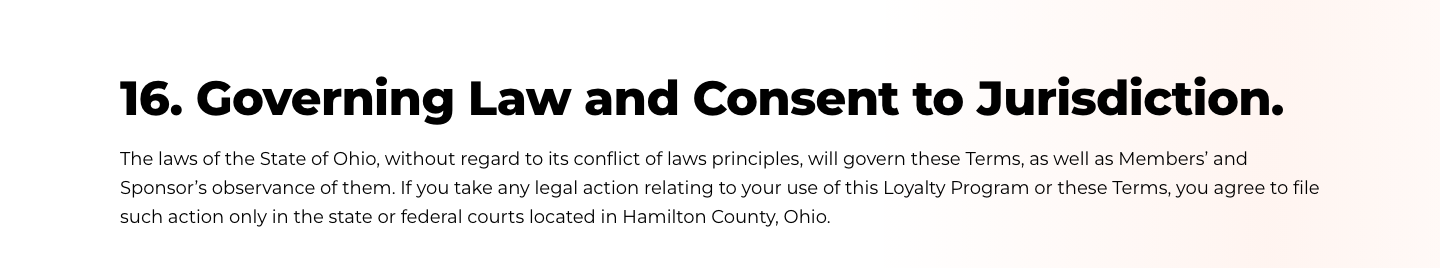 16. Governing Law and Consent to Jurisdiction.
The laws of the State of Ohio, without regard to its conflict of laws principles, will govern these Terms, as well as Members’ and
Sponsor’s observance of them. If you take any legal action relating to your use of this Loyalty Program or these Terms, you agree to file
such action only in the state or federal courts located in Hamilton County, Ohio.